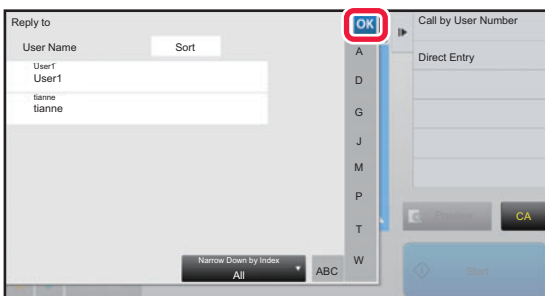 Reply to
OK
User Name
Sort
User1
User1
tianne
tianne
A
D
G
J
M
P
T
W
Narrow Down by Index
All
ABC
Call by User Number
Direct Entry
Preview
CA
Start